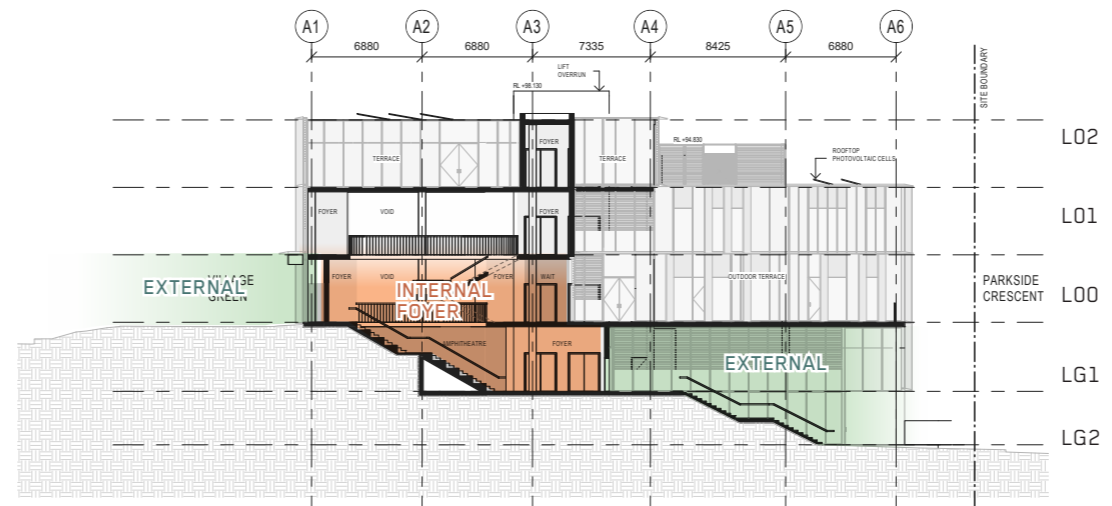 A1 A2 A3 A4 A5 A6
6880 6880 7335 8425 6880
SITE BOUNDARY
LIFT
OVERRUN
RL +98.130
L02
FOYER
TERRACE
TERRACE
RL +94.830
ROOFTOP
PHOTOVOLTAIC CELLS
L01
FOYER VOID FOYER
VILLAGE
GREEN
EXTERNAL
FOYER VOID FOYER WAIT
INTERNAL
FOYER
OUTDOOR TERRACE
PARKSIDE
CRESCENT
L00
AMPHITHEATRE FOYER
EXTERNAL
LG1
LG2